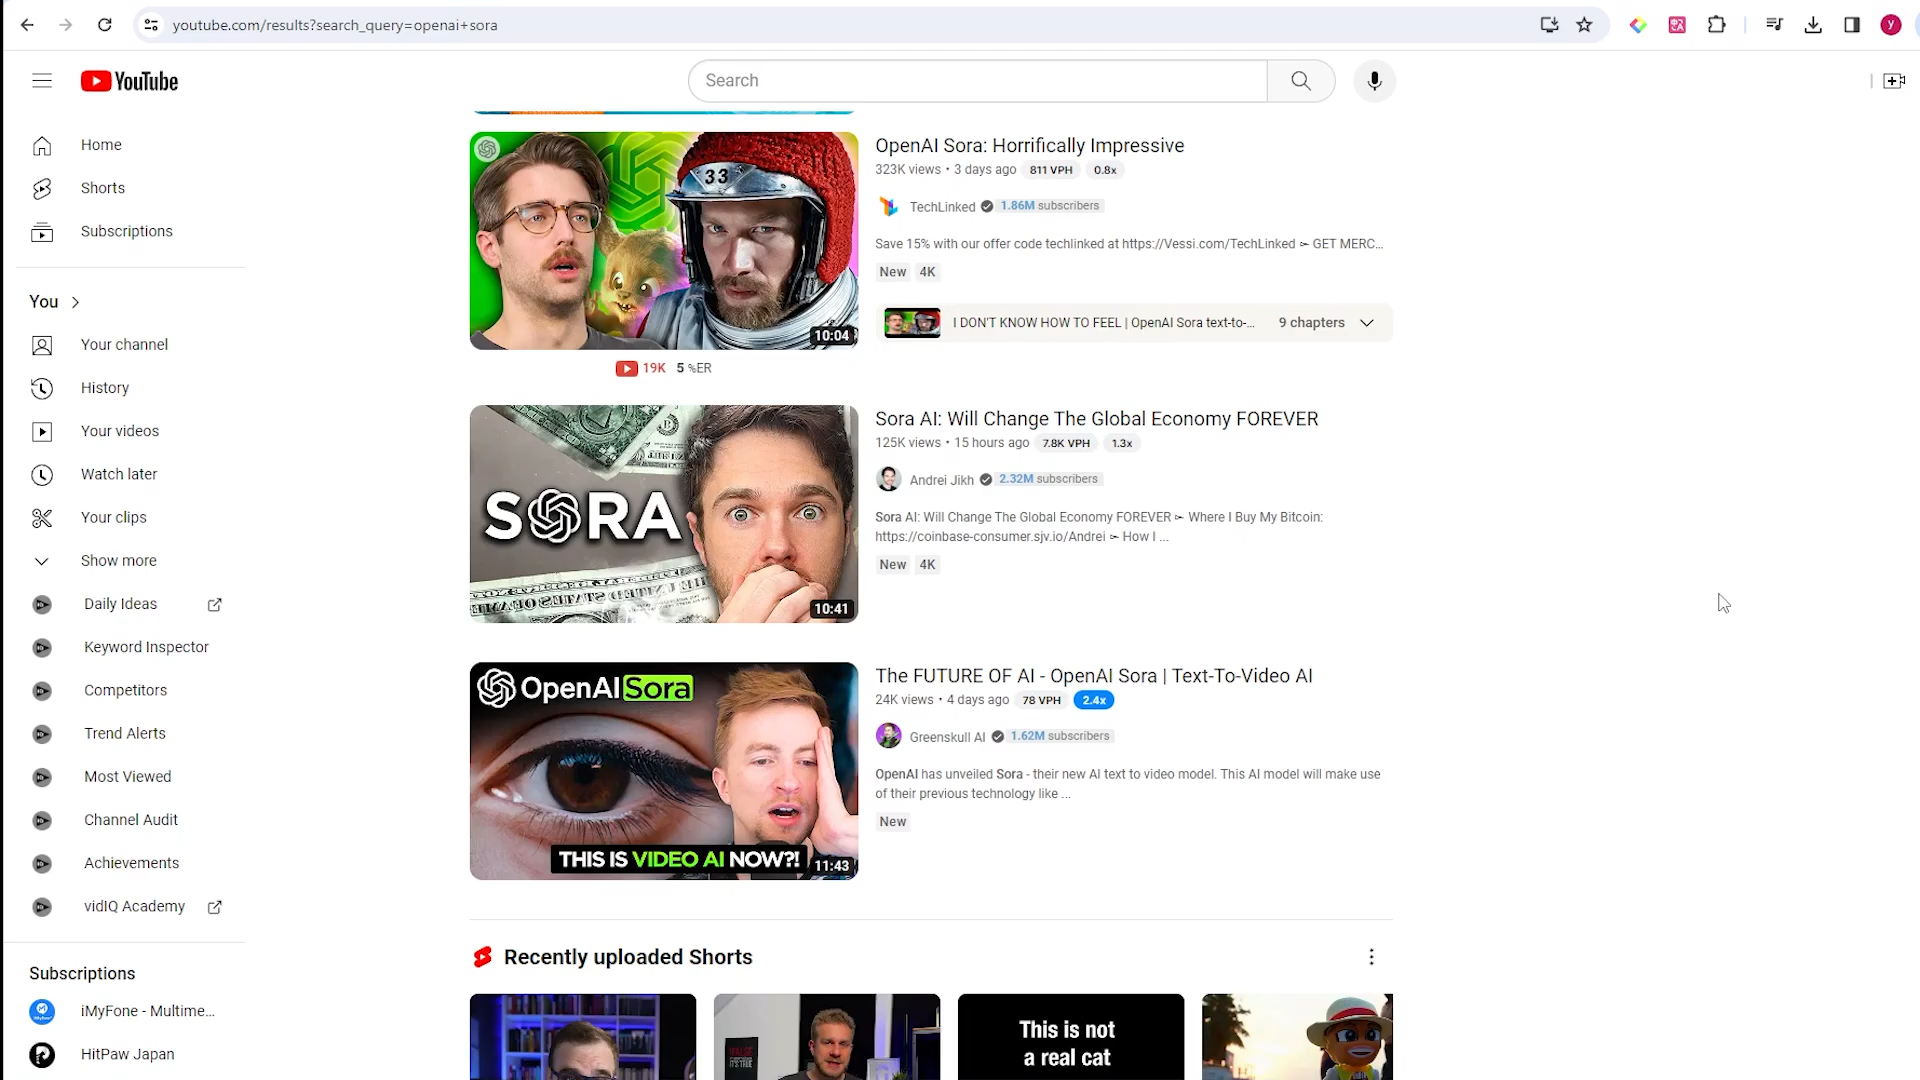 youtube.com/results?search_query=openai+sora
y
YouTube
Search
Home
Shorts
Subscriptions
You
Your channel
History
Your videos
Watch later
Your clips
Show more
Daily Ideas
Keyword Inspector
Competitors
Trend Alerts
Most Viewed
Channel Audit
Achievements
vidIQ Academy
Subscriptions
iMyFone - Multime...
HitPaw Japan
33
10:04
OpenAI Sora: Horrifically Impressive
323K views • 3 days ago 811 VPH 0.8x
TechLinked 1.86M subscribers
Save 15% with our offer code techlinked at https://Vessi.com/TechLinked ► GET MERC...
New 4K
I DON'T KNOW HOW TO FEEL | OpenAI Sora text-to-... 9 chapters
19K 5 %ER
SORA
10:41
Sora AI: Will Change The Global Economy FOREVER
125K views • 15 hours ago 7.8K VPH 1.3x
Andrei Jikh 2.32M subscribers
Sora AI: Will Change The Global Economy FOREVER ► Where I Buy My Bitcoin:
https://coinbase-consumer.sjv.io/Andrei ► How I ...
New 4K
OpenAI Sora
THIS IS VIDEO AI NOW?!
11:43
The FUTURE OF AI - OpenAI Sora | Text-To-Video AI
24K views • 4 days ago 78 VPH 2.4x
Greenskull AI 1.62M subscribers
OpenAI has unveiled Sora - their new AI text to video model. This AI model will make use
of their previous technology like ...
New
Recently uploaded Shorts
This is not
a real cat